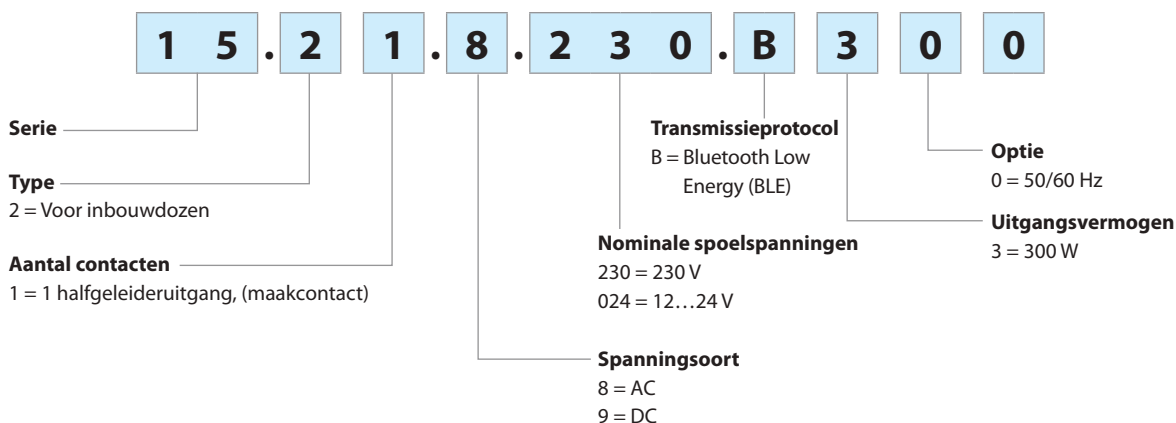 1 5 . 2 1 . 8 . 2 3 0 . B 3 0 0
Serie
Type
2 = Voor inbouwdozen
Aantal contacten
1 = 1 halfgeleideruitgang, (maakcontact)
Transmissieprotocol
B = Bluetooth Low
Energy (BLE)
Nominale spoelspanningen
230 = 230 V
024 = 12…24 V
Spanningsoort
8 = AC
9 = DC
Optie
0 = 50/60 Hz
Uitgangsvermogen
3 = 300 W